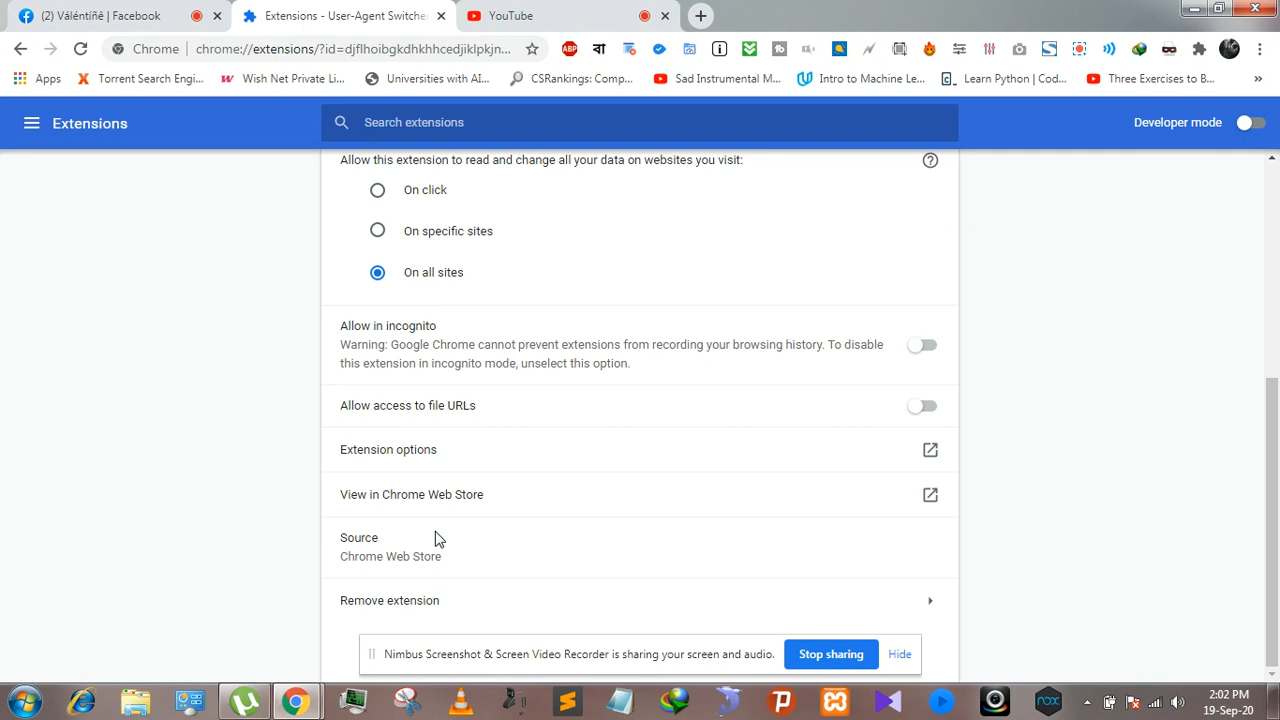 (2) Váléntíñê | Facebook
Extensions - User-Agent Switcher
YouTube
Chrome
chrome://extensions/?id=djflhoibgkdhkhhcedjiklpkjn...
Apps
Torrent Search Engi...
Wish Net Private Li...
Universities with AI...
CSRankings: Comp...
Sad Instrumental M...
Intro to Machine Le...
Learn Python | Cod...
Three Exercises to B...
Extensions
Search extensions
Developer mode
Allow this extension to read and change all your data on websites you visit:
On click
On specific sites
On all sites
Allow in incognito
Warning: Google Chrome cannot prevent extensions from recording your browsing history. To disable
this extension in incognito mode, unselect this option.
Allow access to file URLs
Extension options
View in Chrome Web Store
Source
Chrome Web Store
Remove extension
Nimbus Screenshot & Screen Video Recorder is sharing your screen and audio.
Stop sharing
Hide
2:02 PM
19-Sep-20